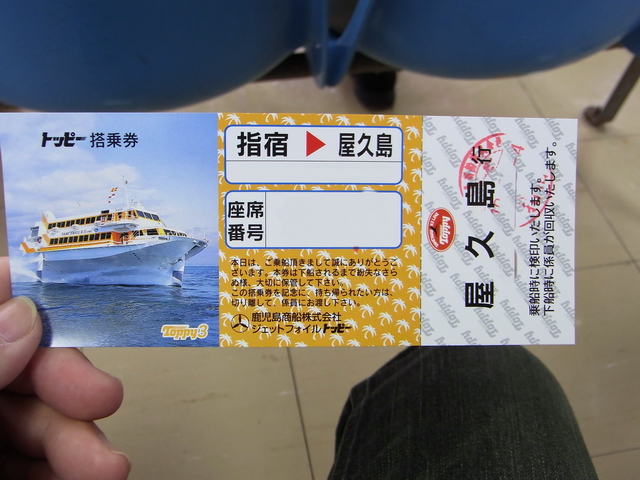 トッピー 搭乗券
Toppy3
指宿 ▶ 屋久島
座席
番号
本日は、ご乗船頂きまして誠にありがとうご
ざいます。本券は下船されるまで紛失なさら
ぬ様、大切に保管して下さい。
この搭乗券を記念に、持ち帰られたい方は、
切り離して、係員にお渡し下さい。
鹿児島商船株式会社
ジェットフォイル トッピー
屋久島 行
Toppy
乗船時に検印いたします。
下船時に係員が回収いたします。